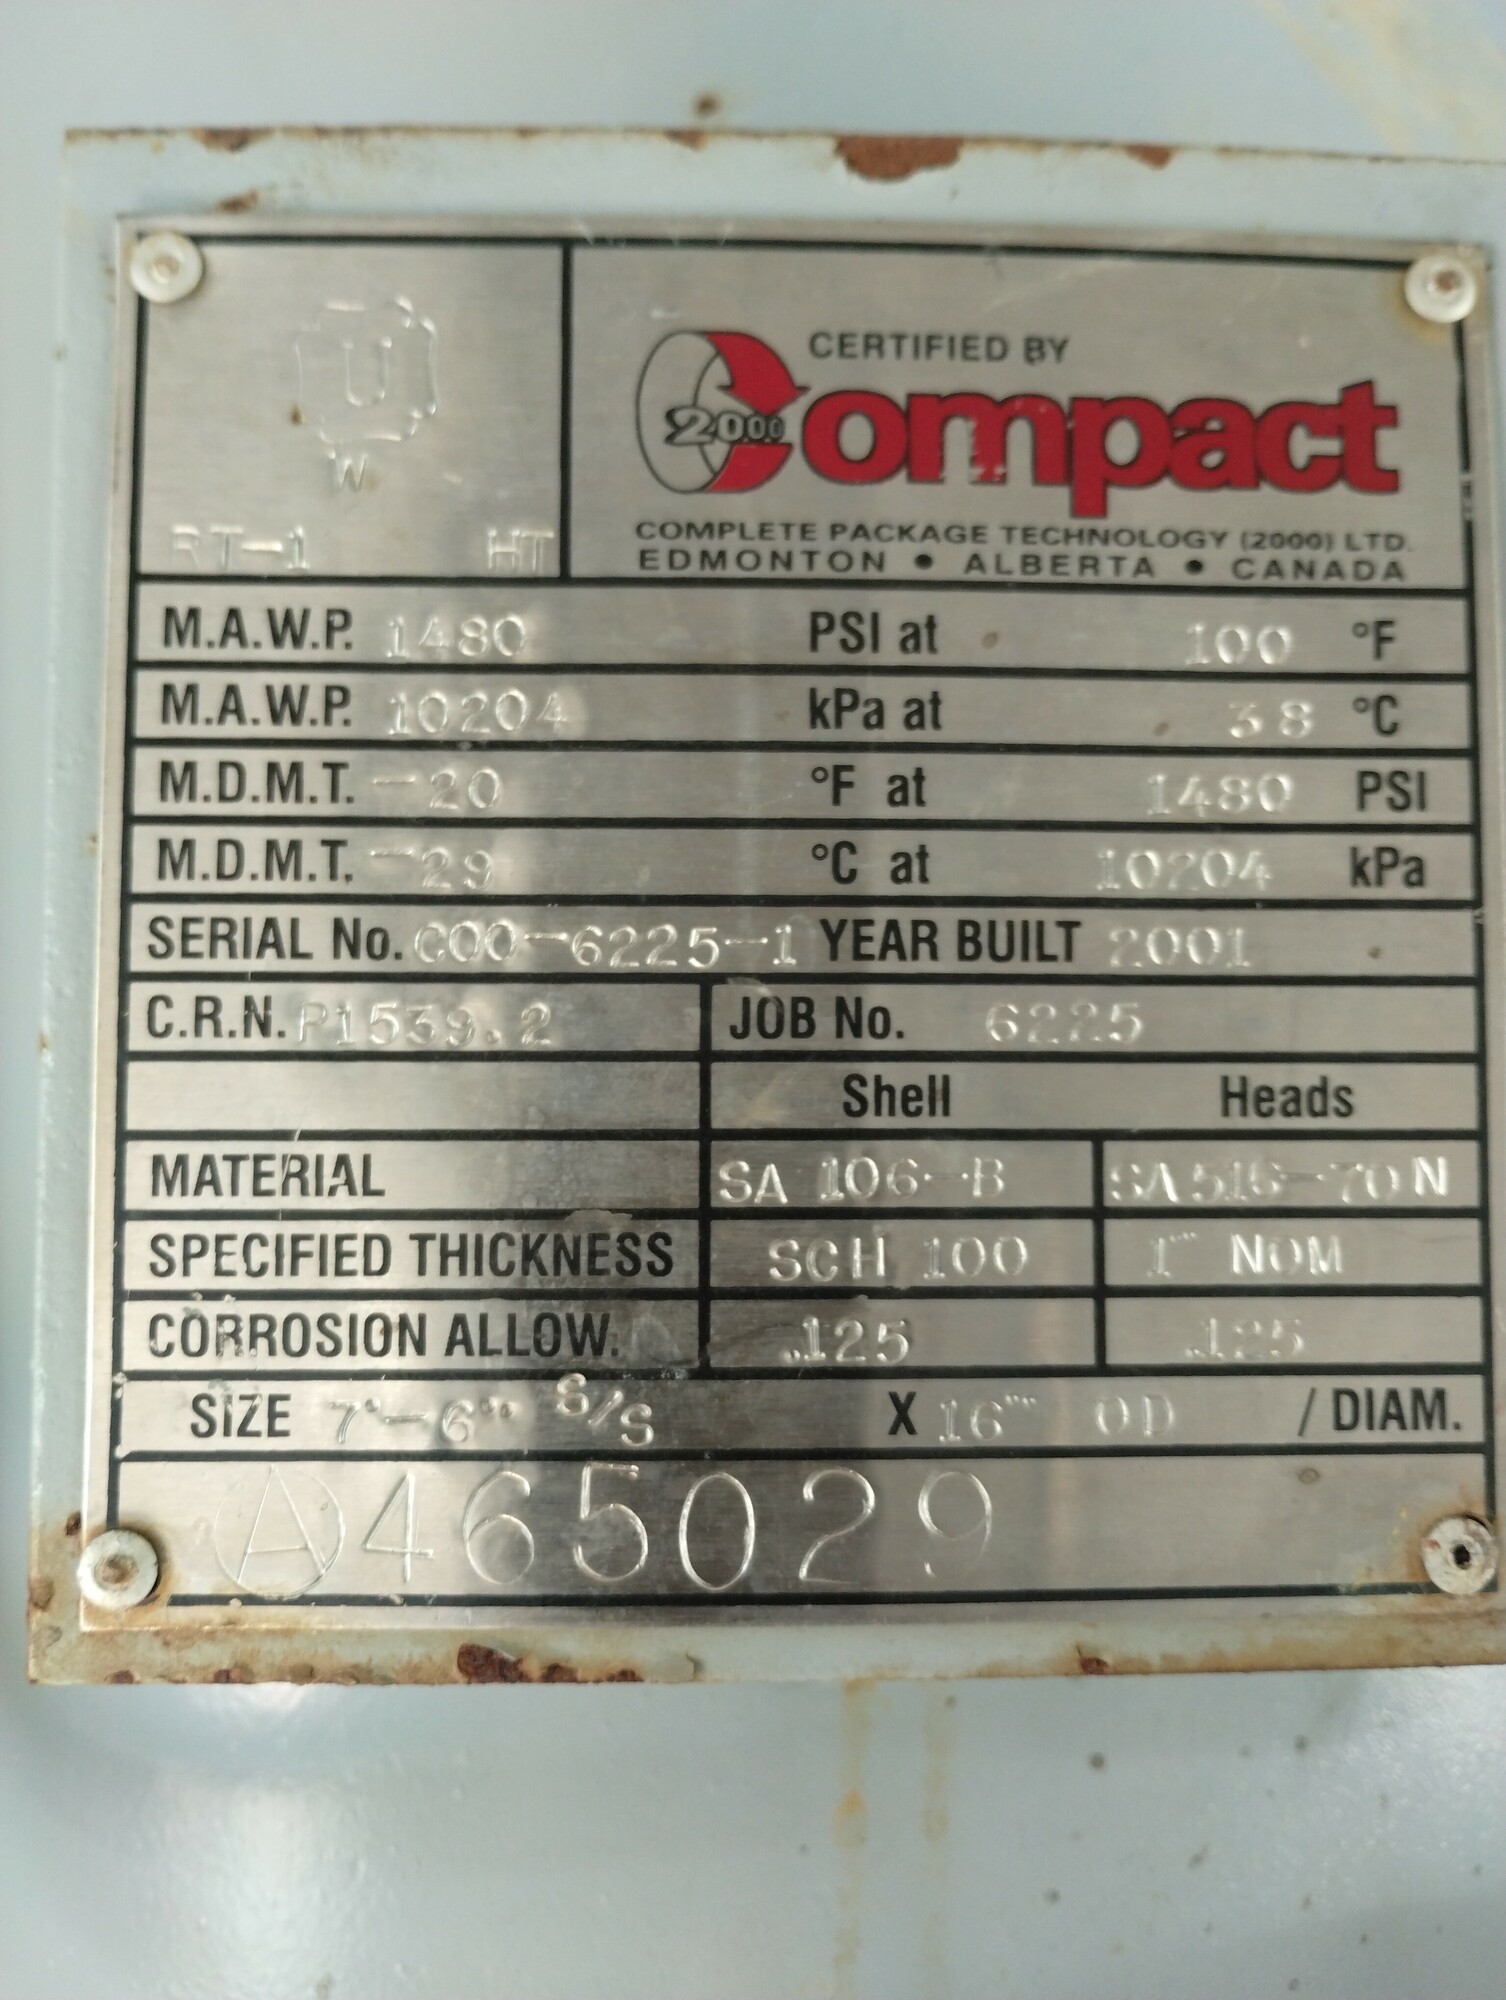 U
W
RT-1 HT
CERTIFIED BY
2000 Compact
COMPLETE PACKAGE TECHNOLOGY (2000) LTD.
EDMONTON • ALBERTA • CANADA
M.A.W.P. 1480 PSI at 100 °F
M.A.W.P. 10204 kPa at 38 °C
M.D.M.T. -20 °F at 1480 PSI
M.D.M.T. -29 °C at 10204 kPa
SERIAL No. C00-6225-1 YEAR BUILT 2001
C.R.N. P1539.2 JOB No. 6225
Shell Heads
MATERIAL SA 106-B SA516-70N
SPECIFIED THICKNESS SCH 100 1" NOM
CORROSION ALLOW. .125 .125
SIZE 7'-6" S/S X 16" OD / DIAM.
A 465029